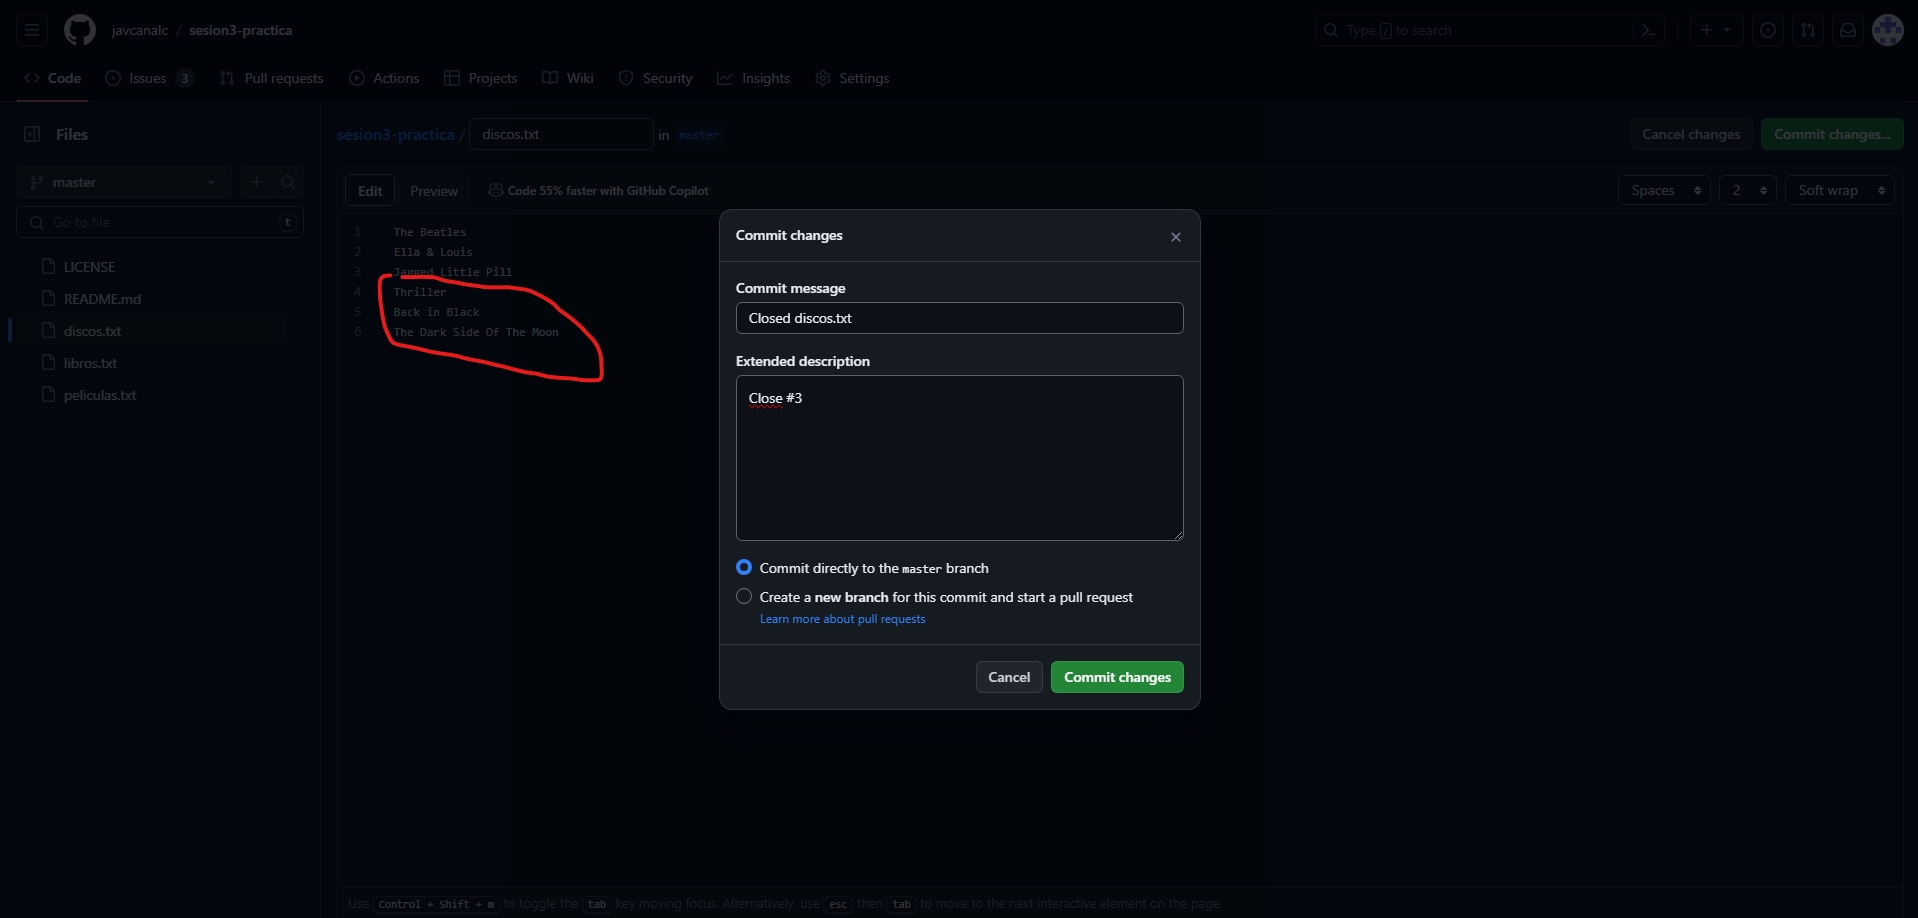 javcanalc / sesion3-practica
Type / to search
Code
Issues 3
Pull requests
Actions
Projects
Wiki
Security
Insights
Settings
Files
master
Go to file t
LICENSE
README.md
discos.txt
libros.txt
peliculas.txt
sesion3-practica / discos.txt in master
Cancel changes
Commit changes...
Edit
Preview
Code 55% faster with GitHub Copilot
Spaces
2
Soft wrap
1 The Beatles
2 Ella & Louis
3 Jagged Little Pill
4 Thriller
5 Back in Black
6 The Dark Side Of The Moon
Commit changes
Commit message
Closed discos.txt
Extended description
Close #3
Commit directly to the master branch
Create a new branch for this commit and start a pull request
Learn more about pull requests
Cancel
Commit changes
Use Control + Shift + m to toggle the tab key moving focus. Alternatively, use esc then tab to move to the next interactive element on the page.